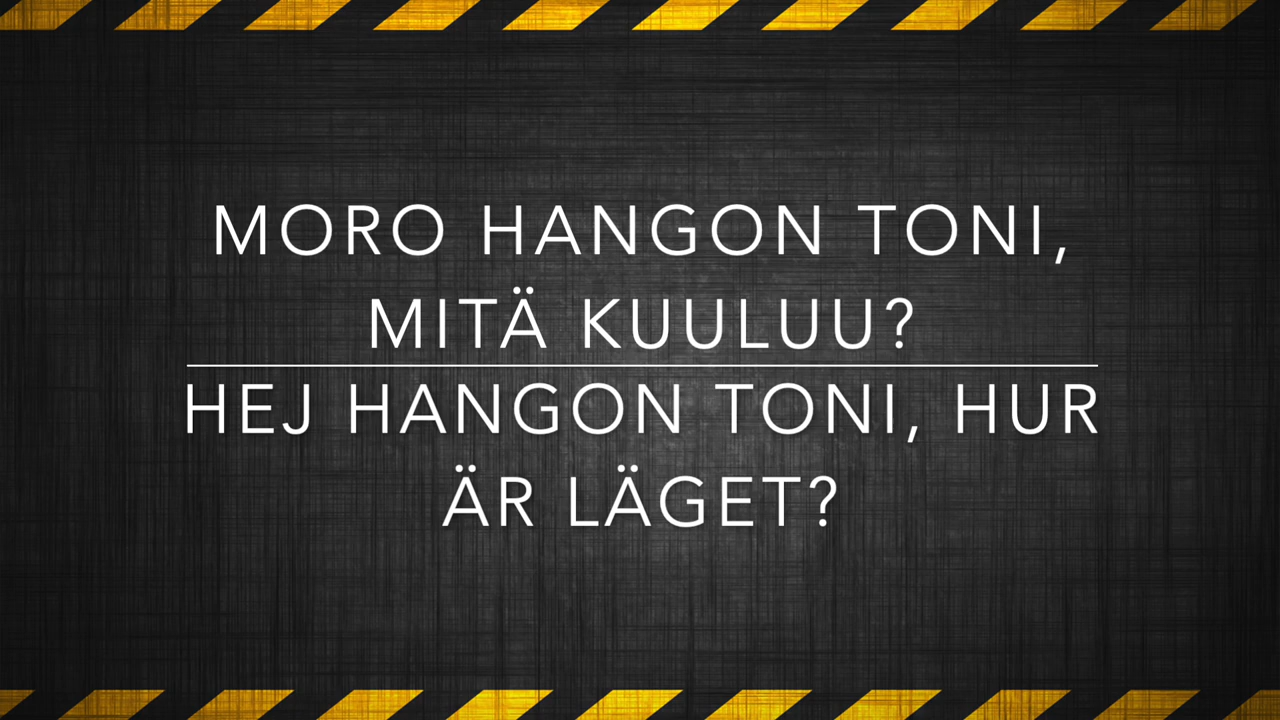 MORO HANGON TONI,
MITÄ KUULUU?
HEJ HANGON TONI, HUR
ÄR LÄGET?